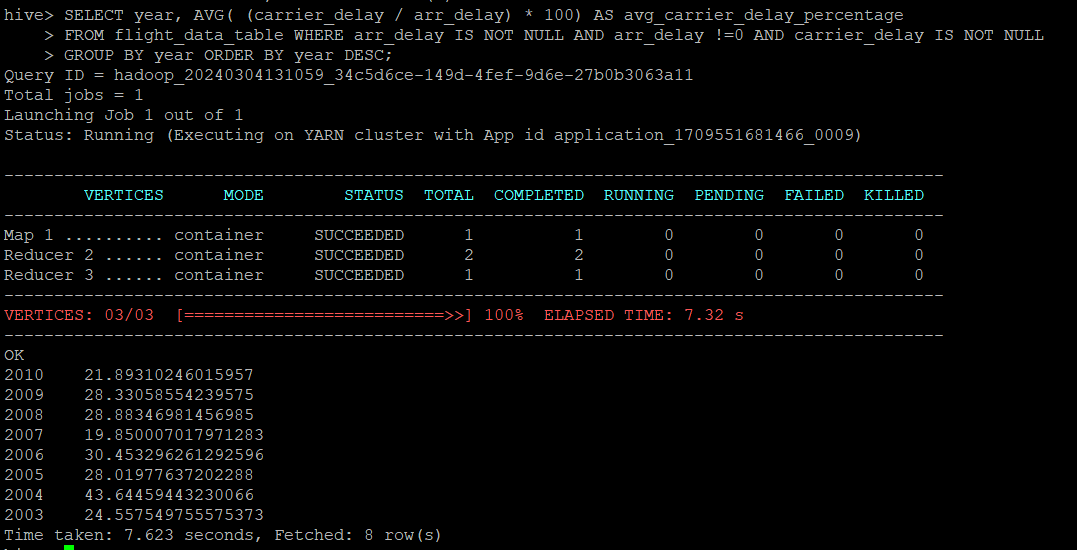 hive> SELECT year, AVG( (carrier_delay / arr_delay) * 100) AS avg_carrier_delay_percentage
    > FROM flight_data_table WHERE arr_delay IS NOT NULL AND arr_delay !=0 AND carrier_delay IS NOT NULL
    > GROUP BY year ORDER BY year DESC;
Query ID = hadoop_20240304131059_34c5d6ce-149d-4fef-9d6e-27b0b3063a11
Total jobs = 1
Launching Job 1 out of 1
Status: Running (Executing on YARN cluster with App id application_1709551681466_0009)
----------------------------------------------------------------------------------------------
        VERTICES      MODE        STATUS  TOTAL  COMPLETED  RUNNING  PENDING  FAILED  KILLED
----------------------------------------------------------------------------------------------
Map 1 .......... container     SUCCEEDED      1          1        0        0       0       0
Reducer 2 ...... container     SUCCEEDED      2          2        0        0       0       0
Reducer 3 ...... container     SUCCEEDED      1          1        0        0       0       0
----------------------------------------------------------------------------------------------
VERTICES: 03/03  [==========================>>] 100%  ELAPSED TIME: 7.32 s
----------------------------------------------------------------------------------------------
OK
2010    21.89310246015957
2009    28.33058554239575
2008    28.88346981456985
2007    19.850007017971283
2006    30.453296261292596
2005    28.01977637202288
2004    43.64459443230066
2003    24.557549755575373
Time taken: 7.623 seconds, Fetched: 8 row(s)